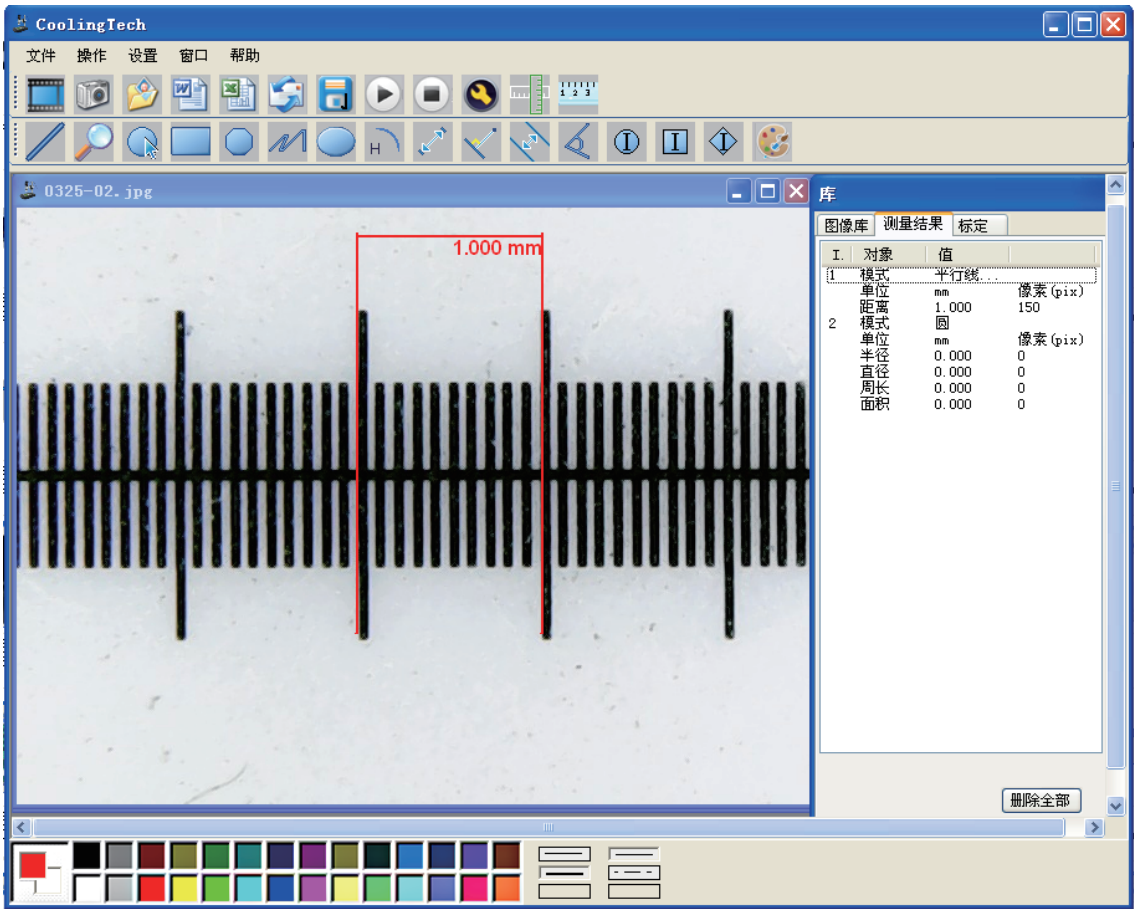 CoolingTech
文件 操作 设置 窗口 帮助
1 2 3
H
I I I
0325-02.jpg
库
图像库 测量结果 标定
1.000 mm
I. 对象 值
1 模式 平行线...
单位 mm 像素(pix)
距离 1.000 150
2 模式 圆
单位 mm 像素(pix)
半径 0.000 0
直径 0.000 0
周长 0.000 0
面积 0.000 0
删除全部